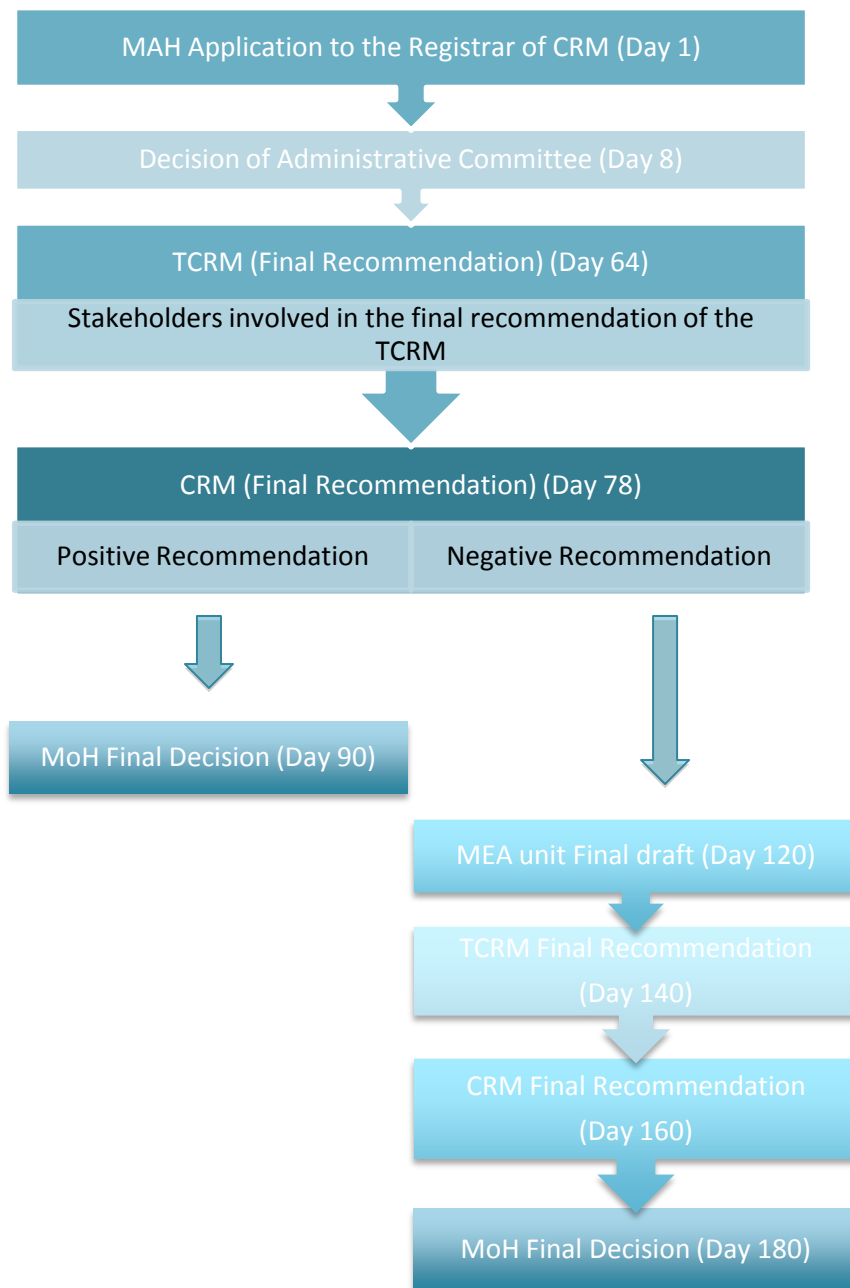 MAH Application to the Registrar of CRM (Day 1)
Decision of Administrative Committee (Day 8)
TCRM (Final Recommendation) (Day 64)
Stakeholders involved in the final recommendation of the
TCRM
CRM (Final Recommendation) (Day 78)
Positive Recommendation
Negative Recommendation
MoH Final Decision (Day 90)
MEA unit Final draft (Day 120)
TCRM Final Recommendation
(Day 140)
CRM Final Recommendation
(Day 160)
MoH Final Decision (Day 180)